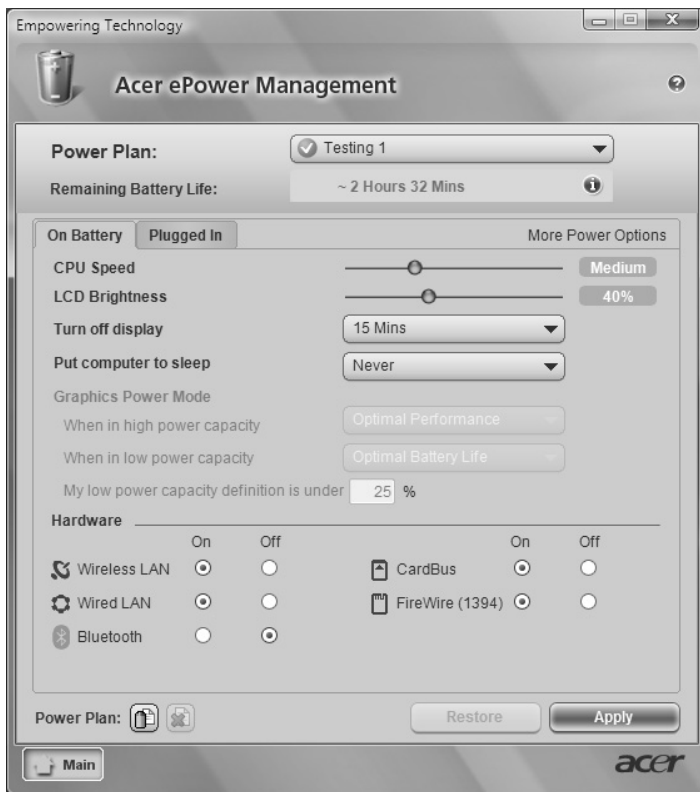 Empowering Technology
Acer ePower Management
Power Plan: Testing 1
Remaining Battery Life: ~ 2 Hours 32 Mins
On Battery Plugged In More Power Options
CPU Speed Medium
LCD Brightness 40%
Turn off display 15 Mins
Put computer to sleep Never
Graphics Power Mode
When in high power capacity Optimal Performance
When in low power capacity Optimal Battery Life
My low power capacity definition is under 25 %
Hardware
On Off On Off
Wireless LAN CardBus
Wired LAN FireWire (1394)
Bluetooth
Power Plan: Restore Apply
Main acer